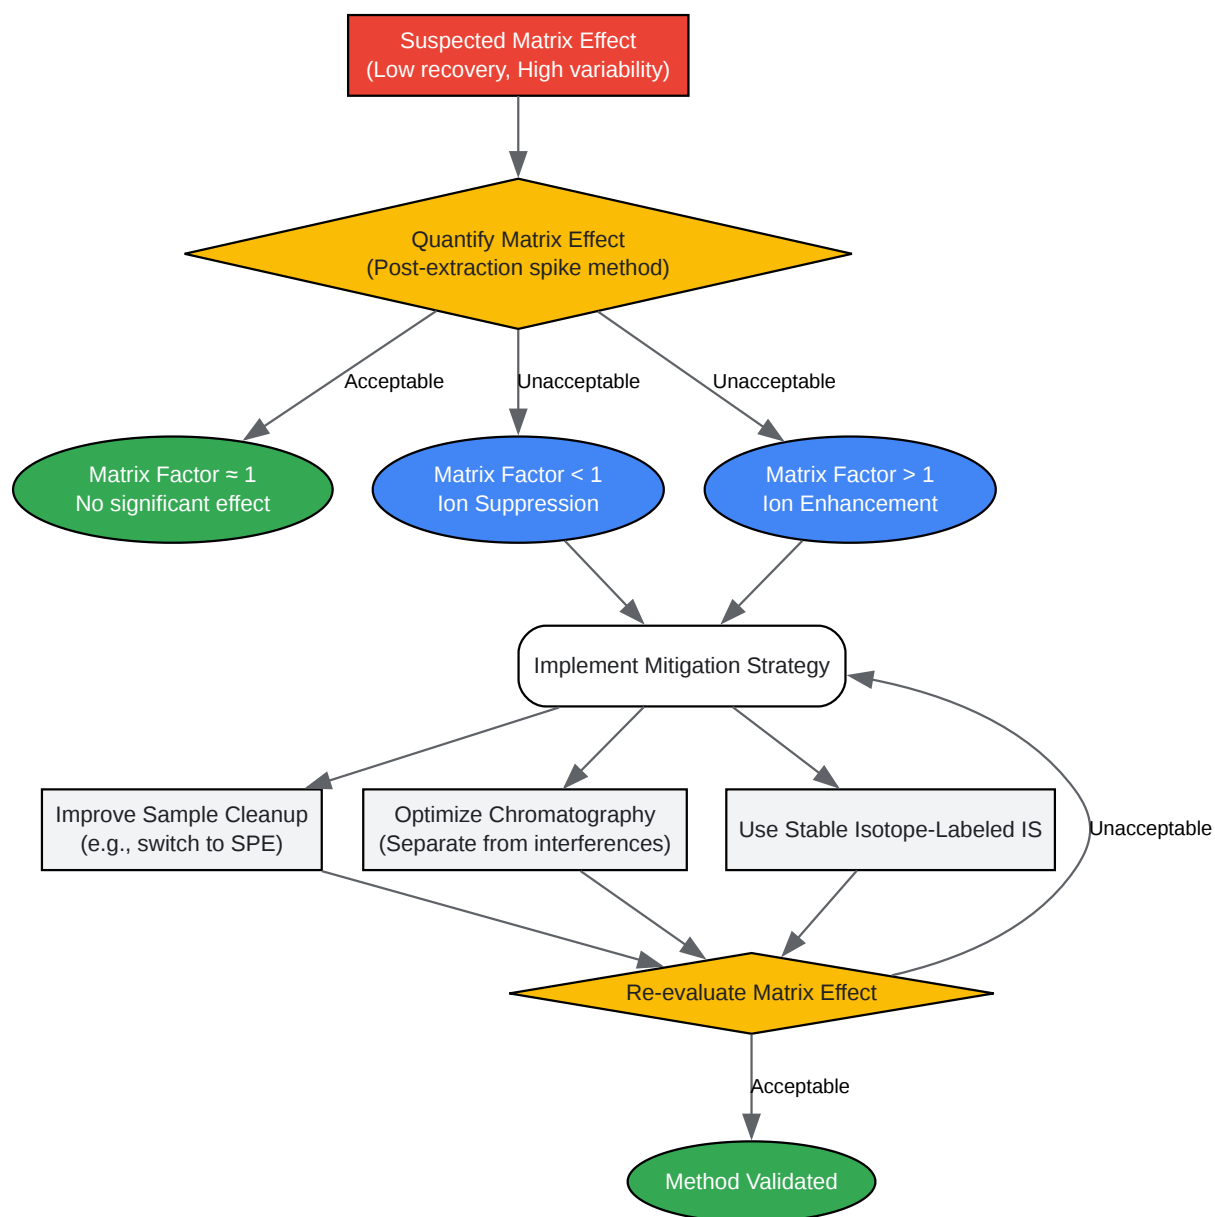 Suspected Matrix Effect
(Low recovery, High variability)
Quantify Matrix Effect
(Post-extraction spike method)
Acceptable
Unacceptable
Unacceptable
Matrix Factor ≈ 1
No significant effect
Matrix Factor < 1
Ion Suppression
Matrix Factor > 1
Ion Enhancement
Implement Mitigation Strategy
Improve Sample Cleanup
(e.g., switch to SPE)
Optimize Chromatography
(Separate from interferences)
Use Stable Isotope-Labeled IS
Unacceptable
Re-evaluate Matrix Effect
Acceptable
Method Validated